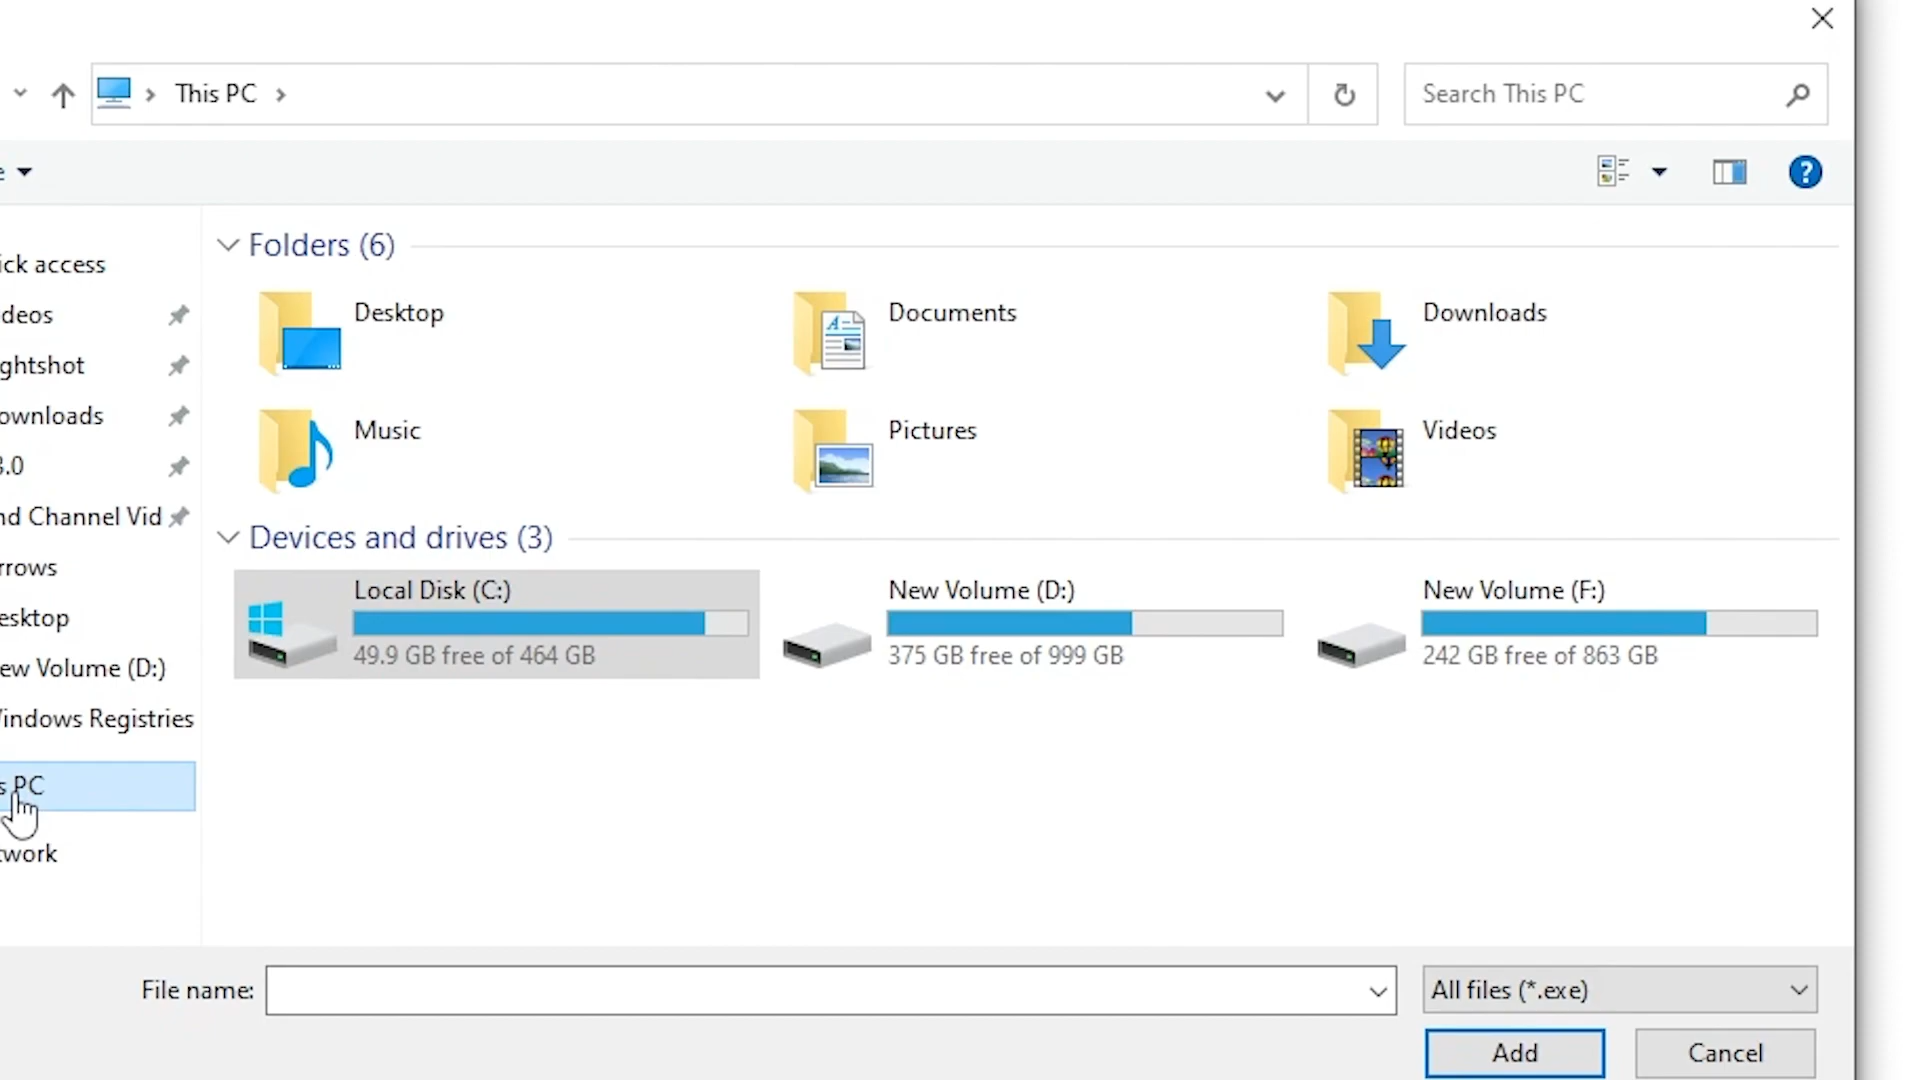 This PC
Search This PC
e
ick access
deos
ghtshot
ownloads
3.0
nd Channel Vid
rrows
esktop
ew Volume (D:)
indows Registries
s PC
twork
Folders (6)
Desktop
Documents
Downloads
Music
Pictures
Videos
Devices and drives (3)
Local Disk (C:)
49.9 GB free of 464 GB
New Volume (D:)
375 GB free of 999 GB
New Volume (F:)
242 GB free of 863 GB
File name:
All files (*.exe)
Add
Cancel